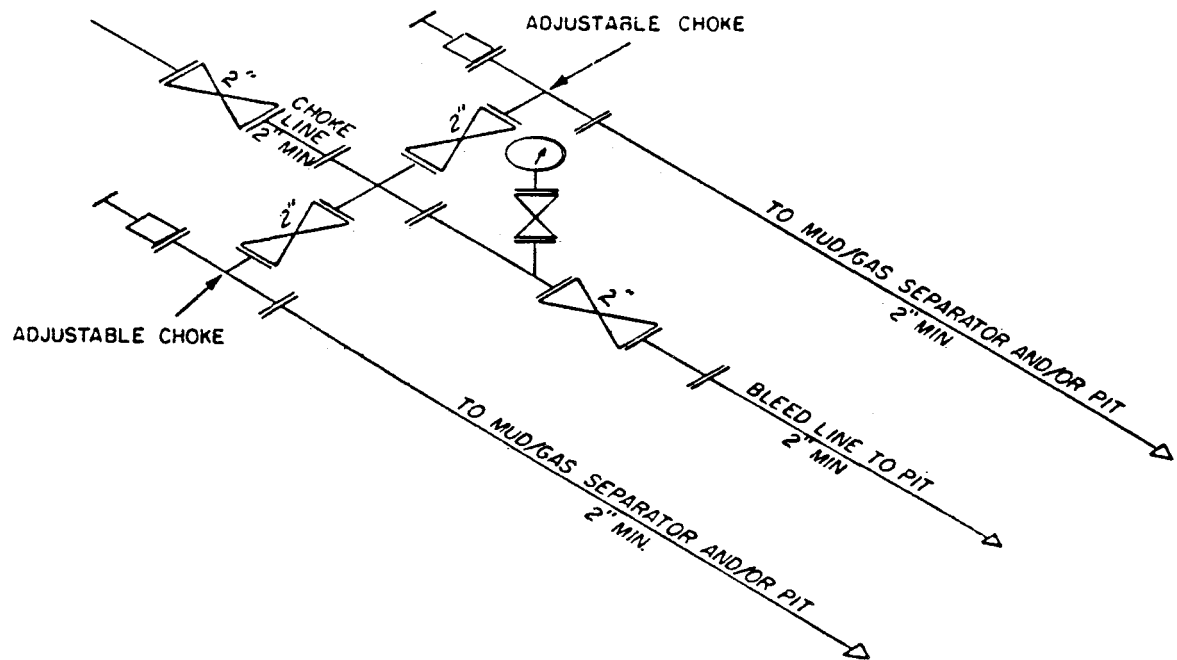 ADJUSTABLE CHOKE
2"
CHOKE
LINE
2" MIN
2"
2"
2"
ADJUSTABLE CHOKE
TO MUD/GAS SEPARATOR AND/OR PIT
2" MIN.
BLEED LINE TO PIT
2" MIN
TO MUD/GAS SEPARATOR AND/OR PIT
2" MIN.